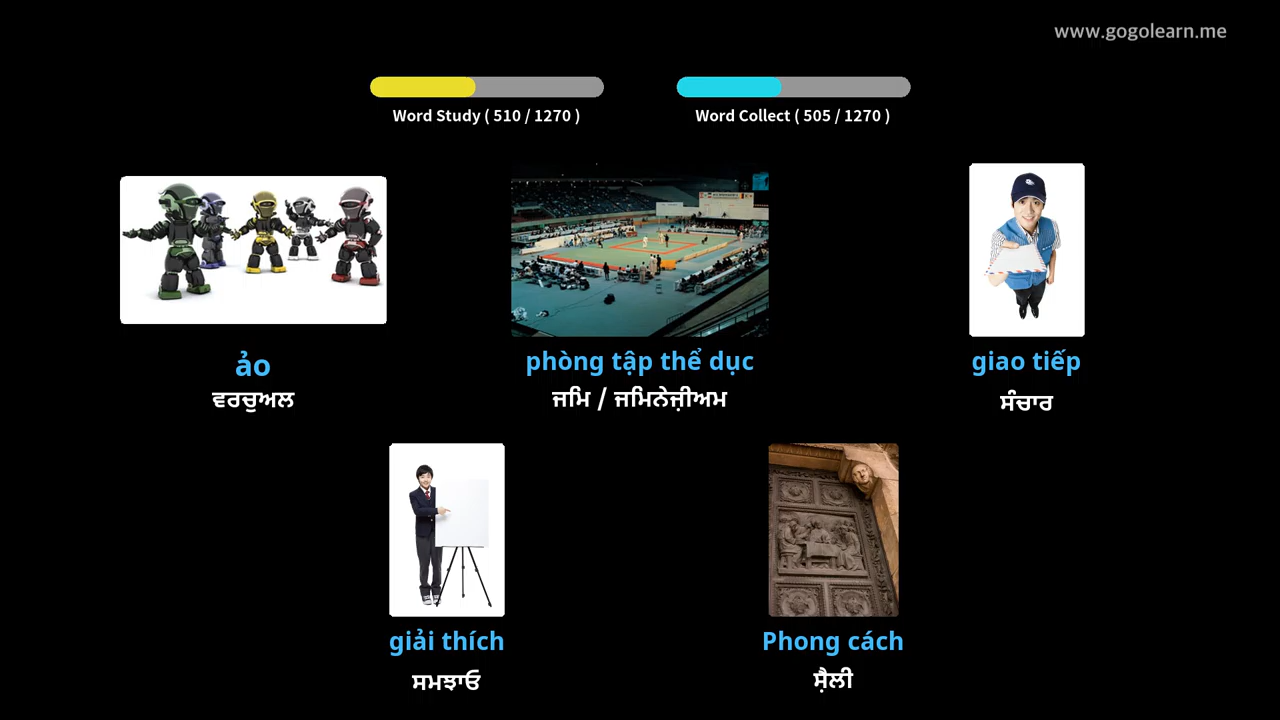 www.gogolearn.me
Word Study ( 510 / 1270 )
Word Collect ( 505 / 1270 )
ảo
ਵਰਚੁਅਲ
phòng tập thể dục
ਜਮਿ / ਜਮਿਨੇਜ਼ੀਅਮ
giao tiếp
ਸੰਚਾਰ
giải thích
ਸਮਝਾਓ
Phong cách
ਸ਼ੈਲੀ